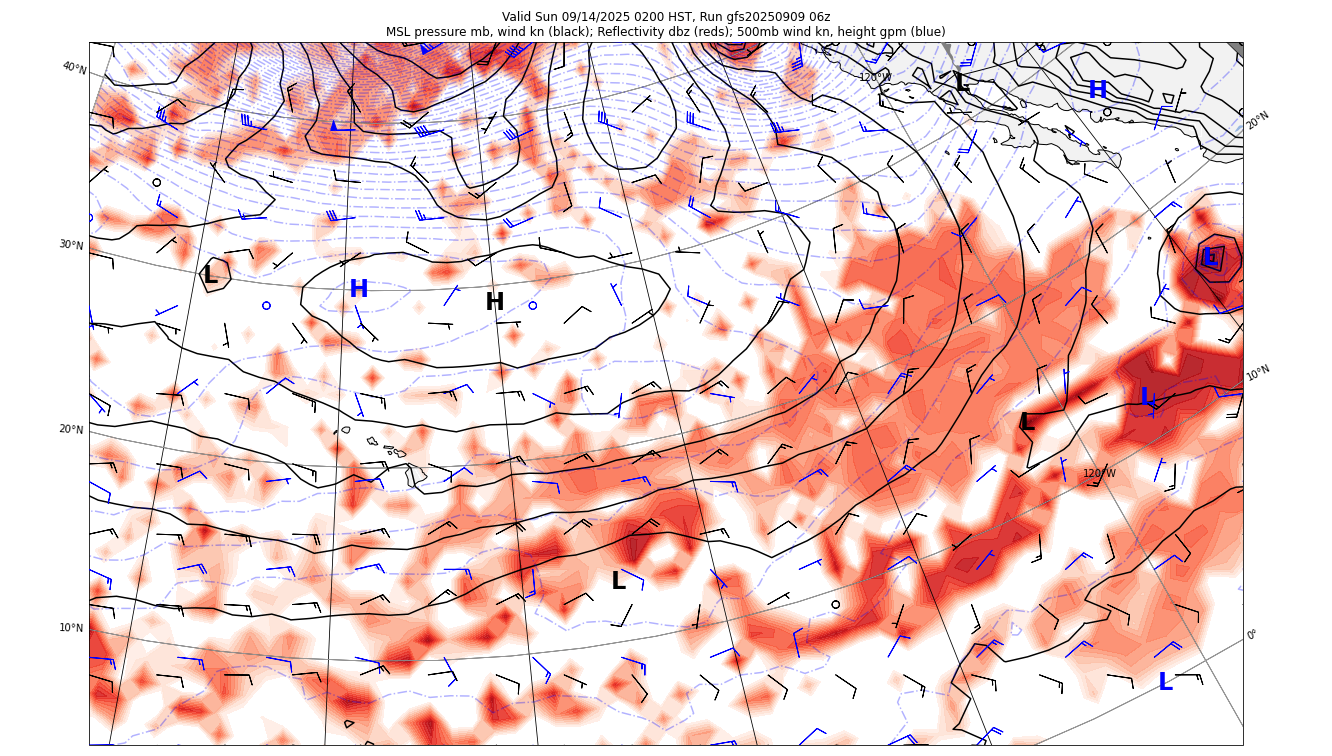 Valid Sun 09/14/2025 0200 HST, Run gfs20250909 06z
MSL pressure mb, wind kn (black); Reflectivity dbz (reds); 500mb wind kn, height gpm (blue)
40°N
120°W
L
H
20°N
30°N
L
H
H
L
10°N
L
L
20°N
120°W
L
10°N
0°
L